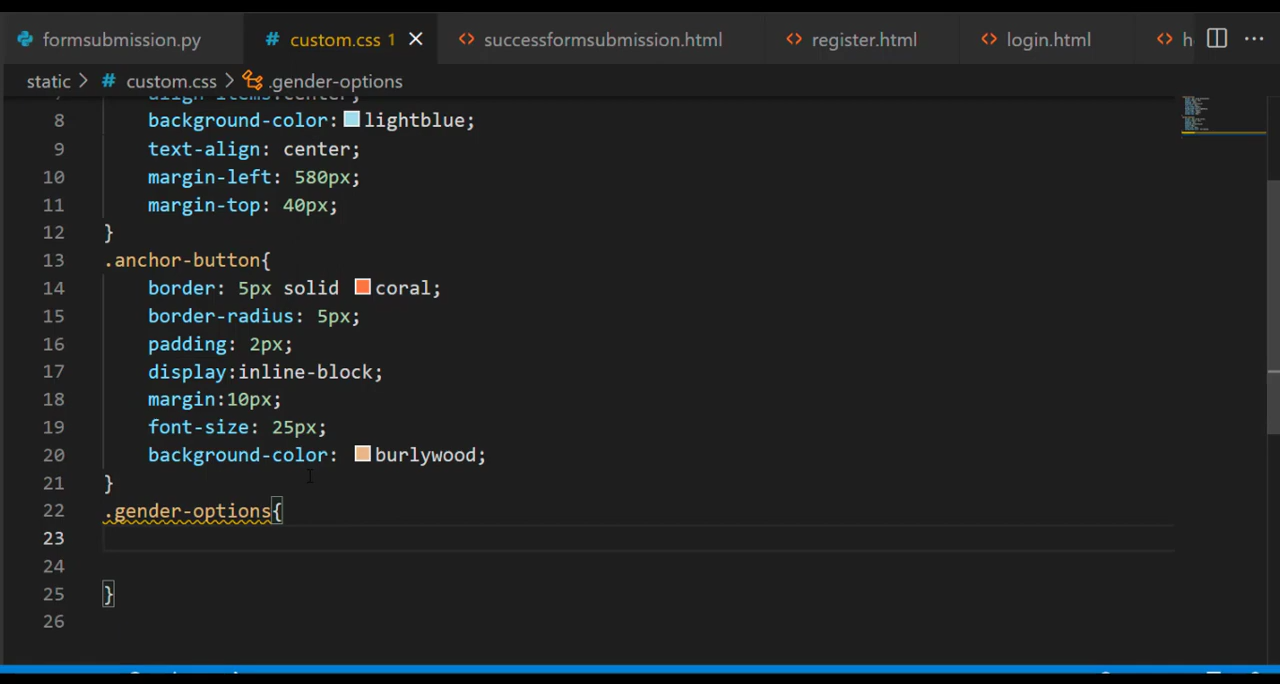 formsubmission.py
custom.css 1
successformsubmission.html
register.html
login.html
static > # custom.css > .gender-options
align-items:center;
8 background-color: lightblue;
9 text-align: center;
10 margin-left: 580px;
11 margin-top: 40px;
12 }
13 .anchor-button{
14 border: 5px solid coral;
15 border-radius: 5px;
16 padding: 2px;
17 display:inline-block;
18 margin:10px;
19 font-size: 25px;
20 background-color: burlywood;
21 }
22 .gender-options{
23
24
25 }
26